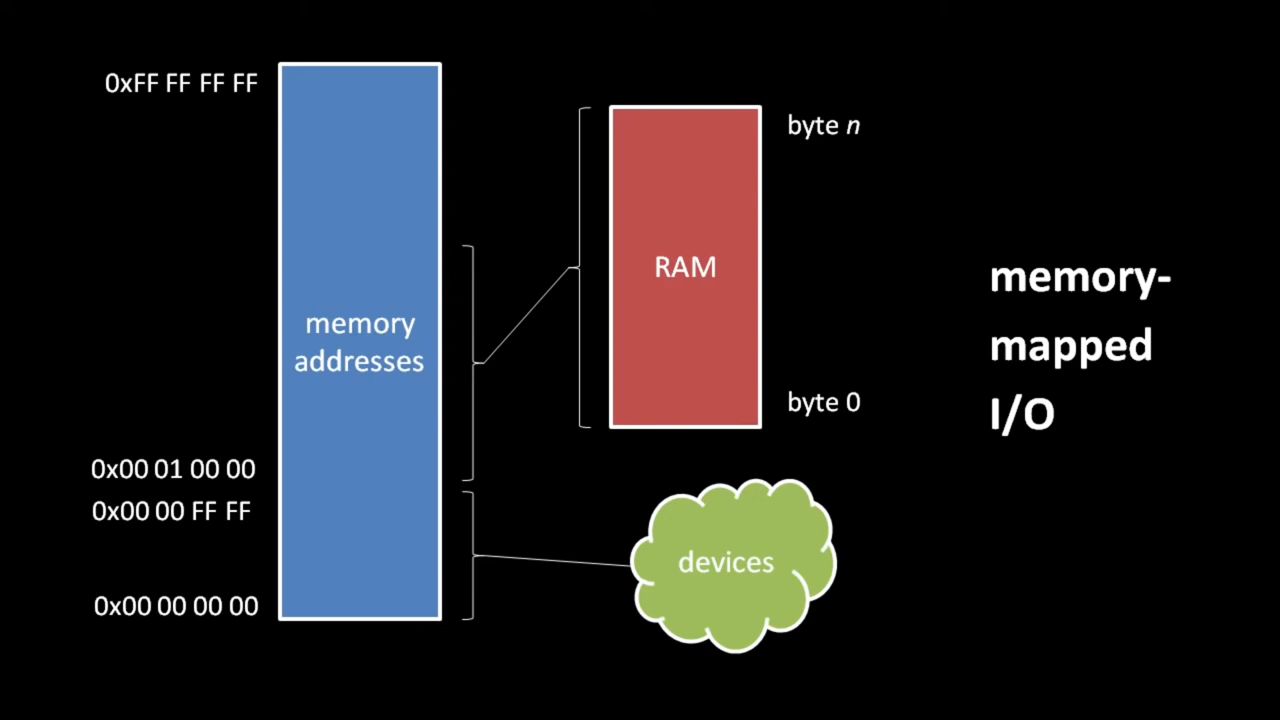 0xFF FF FF FF
memory
addresses
0x00 01 00 00
0x00 00 FF FF
0x00 00 00 00
byte n
RAM
byte 0
devices
memory-
mapped
I/O